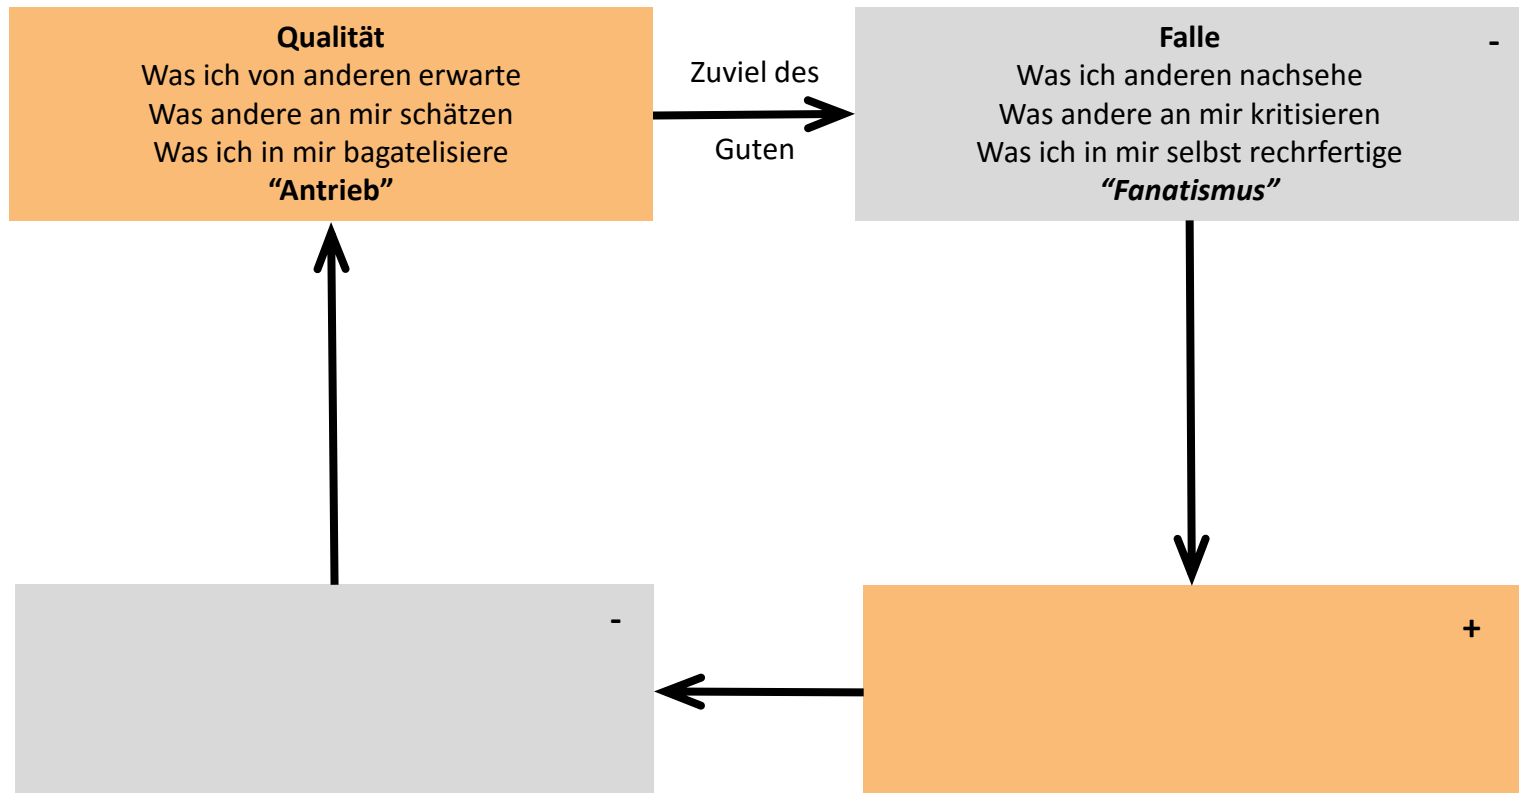 Qualität
Was ich von anderen erwarte
Was andere an mir schätzen
Was ich in mir bagatelisiere
“Antrieb”
Zuviel des
Guten
Falle
-
Was ich anderen nachsehe
Was andere an mir kritisieren
Was ich in mir selbst rechrfertige
“Fanatismus”
-
+